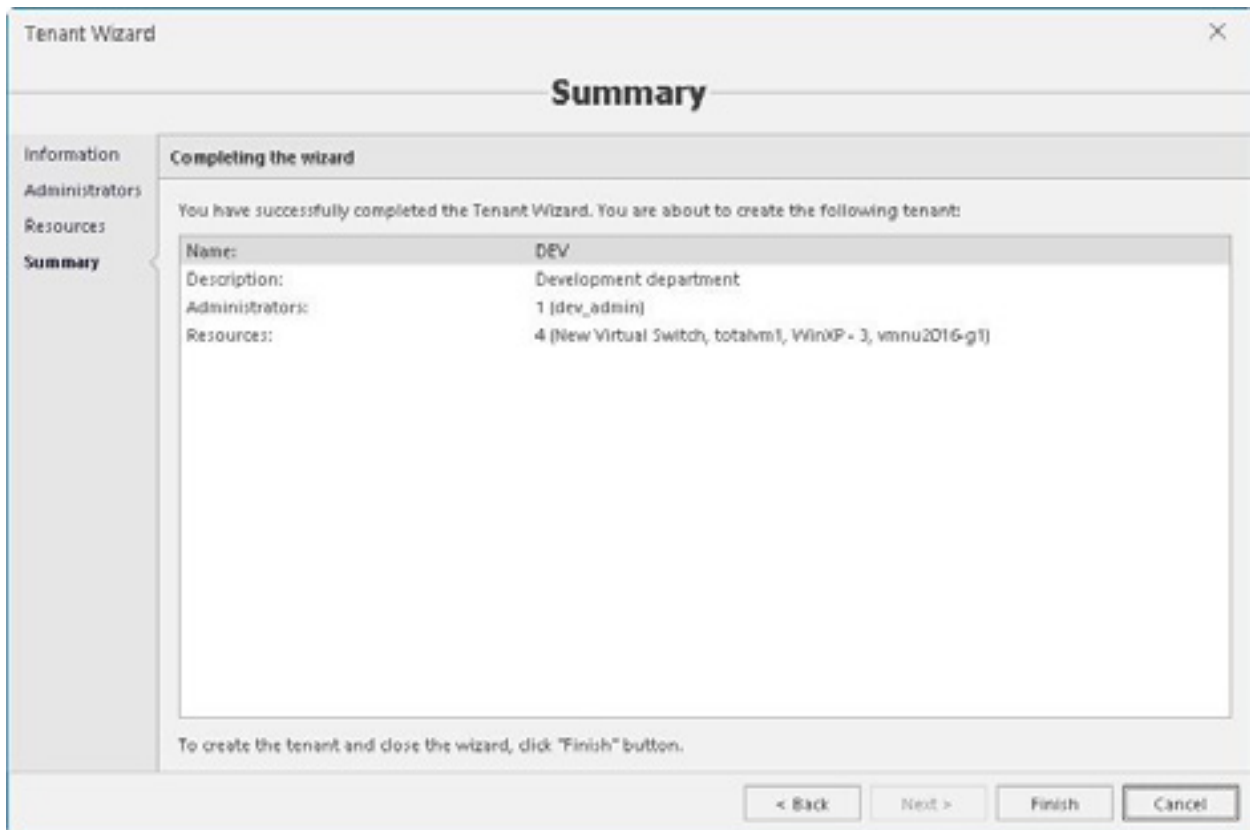 Tenant Wizard
Summary
Information
Administrators
Resources
Summary
Completing the wizard
You have successfully completed the Tenant Wizard. You are about to create the following tenant:
Name: DEV
Description: Development department
Administrators: 1 (dev_admin)
Resources: 4 (New Virtual Switch, totalvm1, WinXP - 3, vmnu2016-g1)
To create the tenant and close the wizard, click "Finish" button.
< Back Next > Finish Cancel